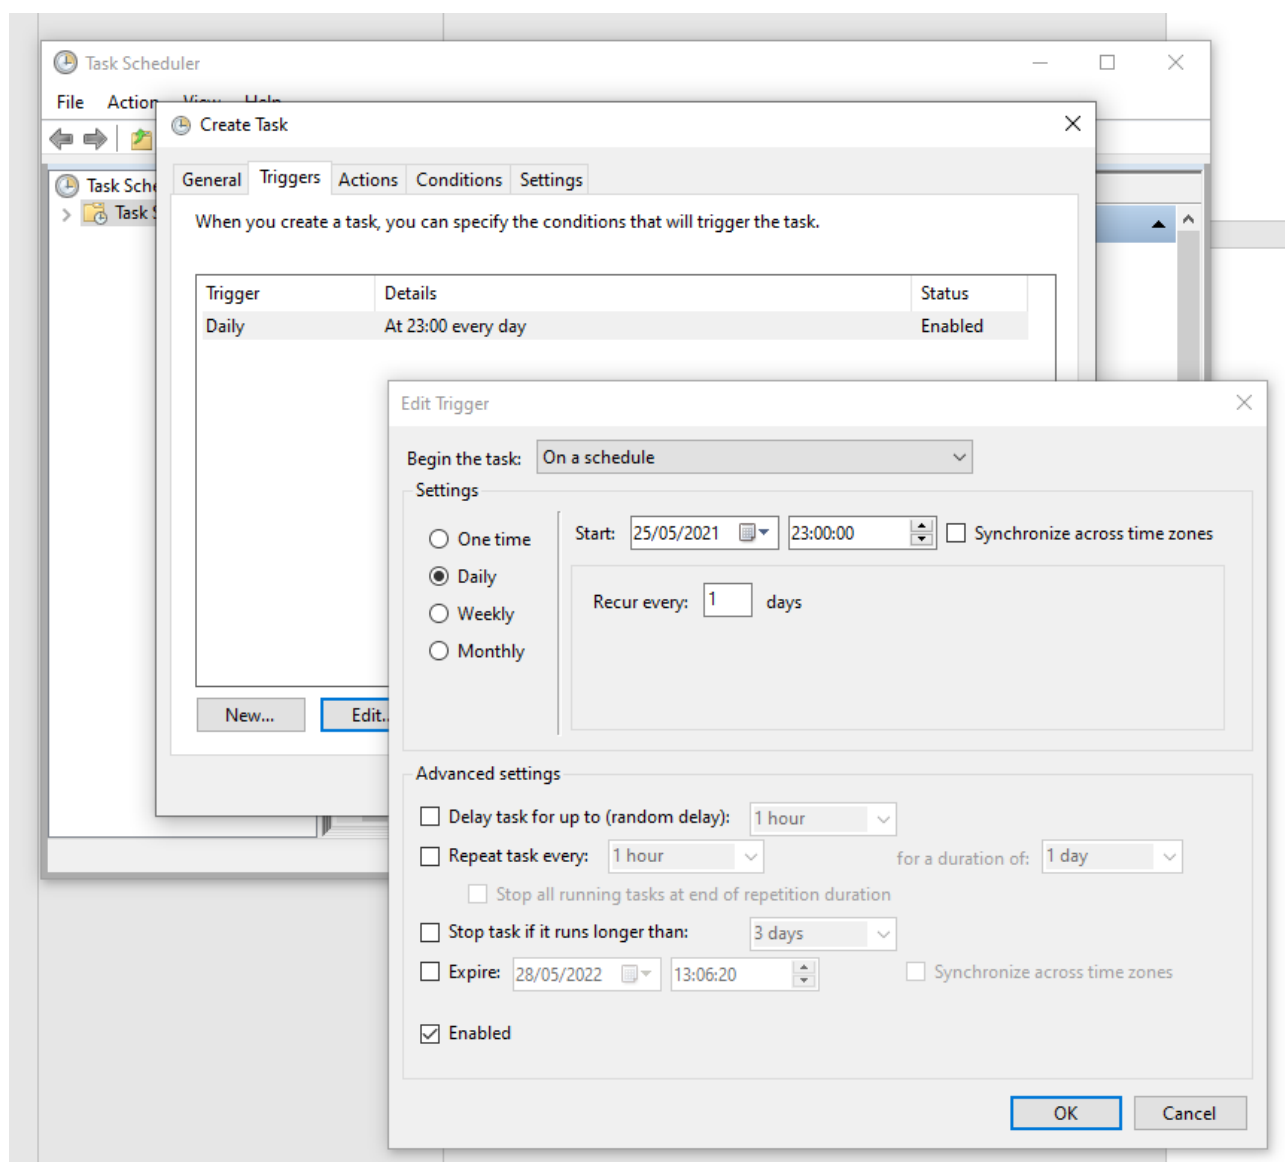 Task Scheduler
File Action View Help
Create Task
General Triggers Actions Conditions Settings
Task Sche
Task S
When you create a task, you can specify the conditions that will trigger the task.
Trigger Details Status
Daily At 23:00 every day Enabled
Edit Trigger
Begin the task: On a schedule
Settings
Start: 25/05/2021 23:00:00 Synchronize across time zones
One time
Daily
Recur every: 1 days
Weekly
Monthly
New... Edit..
Advanced settings
Delay task for up to (random delay): 1 hour
Repeat task every: 1 hour for a duration of: 1 day
Stop all running tasks at end of repetition duration
Stop task if it runs longer than: 3 days
Expire: 28/05/2022 13:06:20 Synchronize across time zones
Enabled
OK Cancel